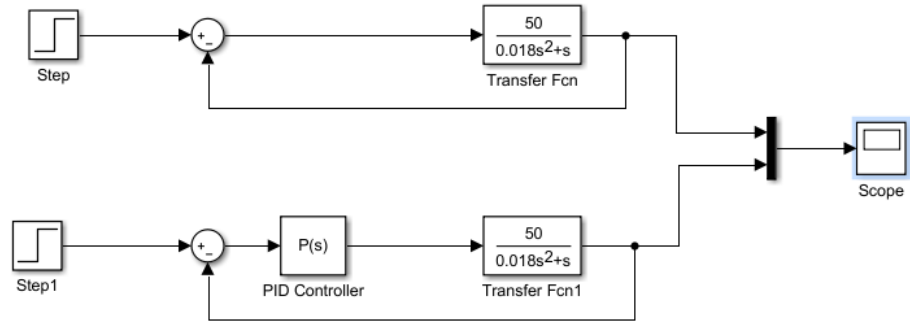 50
0.018s²+s
Step
Transfer Fcn
Scope
50
P(s)
0.018s²+s
Step1
PID Controller
Transfer Fcn1